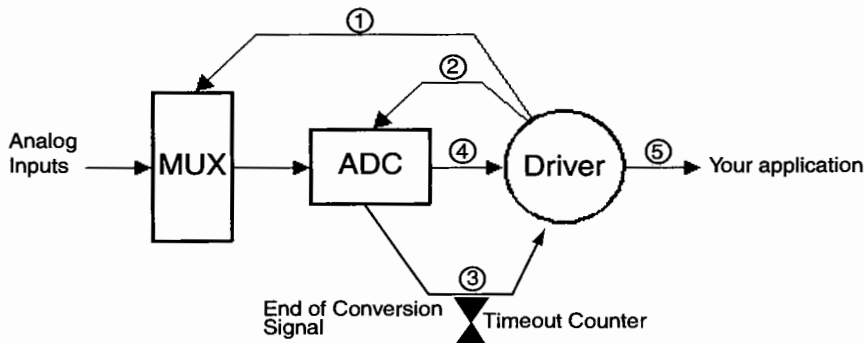 ①
②
Analog
Inputs
MUX
ADC
④
Driver
⑤
Your application
③
End of Conversion
Signal
Timeout Counter